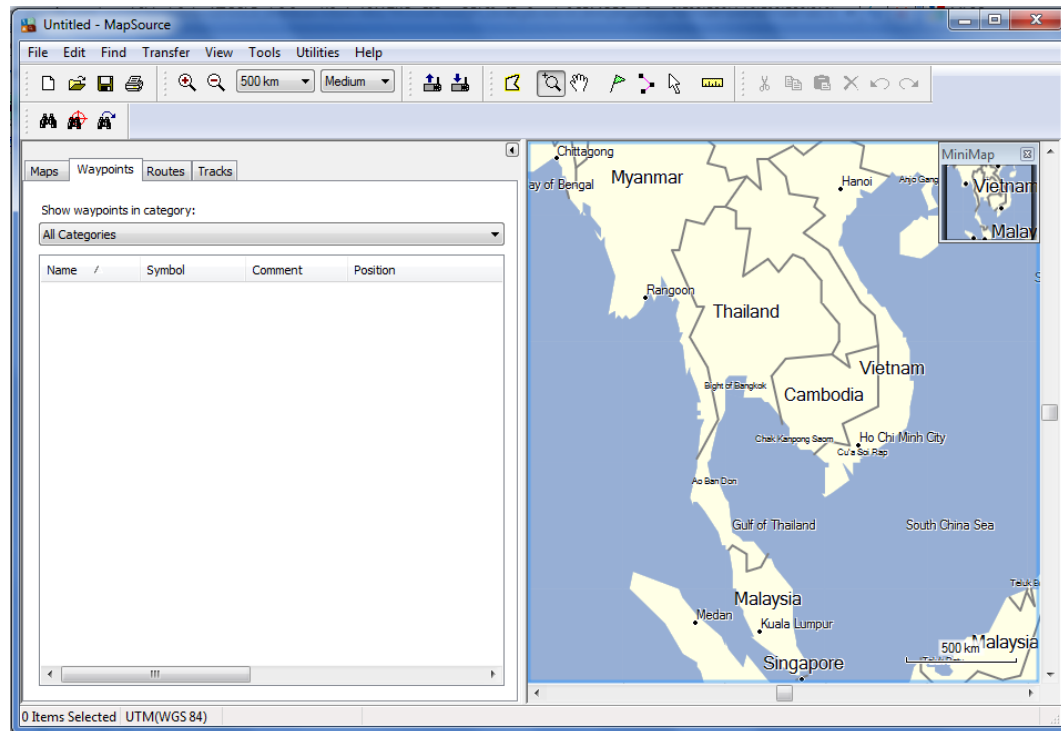 Untitled - MapSource
File Edit Find Transfer View Tools Utilities Help
500 km Medium
Maps Waypoints Routes Tracks
Show waypoints in category:
All Categories
Name / Symbol Comment Position
MiniMap
Vietnam
Malay
Chittagong
ay of Bengal
Myanmar
Hanoi
Anjo Gang
Rangoon
Thailand
Vietnam
Bight of Bangkok
Cambodia
Chak Kanpong Saom
Ho Chi Minh City
Cu'a Soi Rap
Ao Ban Don
Gulf of Thailand
South China Sea
Teluk B
Malaysia
Medan
Kuala Lumpur
Malaysia
500 km
Singapore
0 Items Selected UTM(WGS 84)